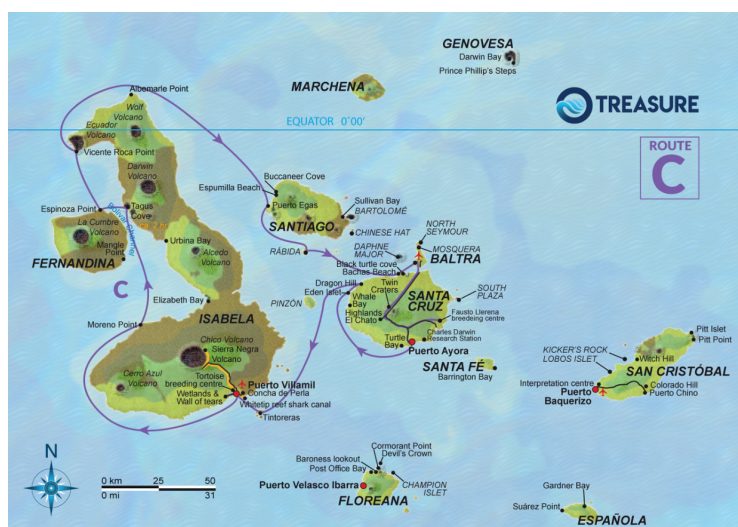 GENOVESA
Darwin Bay
Prince Phillip's Steps
MARCHENA
TREASURE
EQUATOR 0°00'
ROUTE
C
Albemarle Point
Wolf
Volcano
Ecuador
Volcano
Vicente Roca Point
Darwin
Volcano
Buccaneer Cove
Espumilla Beach
Puerto Egas
SANTIAGO
Sullivan Bay
BARTOLOMÉ
CHINESE HAT
Espinoza Point
Tagus
Cove
Bolívar Channel
La Cumbre
Volcano
Mangle
Point
FERNANDINA
Urbina Bay
Alcedo
Volcano
RÁBIDA
NORTH
SEYMOUR
MOSQUERA
DAPHNE
MAJOR
BALTRA
Black turtle cove
Bachas Beach
Dragon Hill
Eden Islet
Twin
Craters
Whale
Bay
SANTA
CRUZ
SOUTH
PLAZA
Highlands
El Chato
Fausto Llerena
breedeing centre
Charles Darwin
Research Station
Turtle
Bay
Puerto Ayora
PINZÓN
C
Elizabeth Bay
ISABELA
Moreno Point
Chico Volcano
Sierra Negra
Volcano
Cerro Azul
Volcano
Tortoise
breeding centre
Puerto Villamil
Concha de Perla
Wetlands &
Wall of tears
Whitetip reef shark canal
Tintoreras
SANTA FÉ
Barrington Bay
Pitt Islet
Pitt Point
KICKER'S ROCK
LOBOS ISLET
Witch Hill
SAN CRISTÓBAL
Interpretation centre
Puerto
Baquerizo
Colorado Hill
Puerto Chino
N
0 km 25 50
0 mi 31
Cormorant Point
Devil's Crown
Baroness lookout
Post Office Bay
Puerto Velasco Ibarra
CHAMPION
ISLET
FLOREANA
Gardner Bay
Suárez Point
ESPAÑOLA